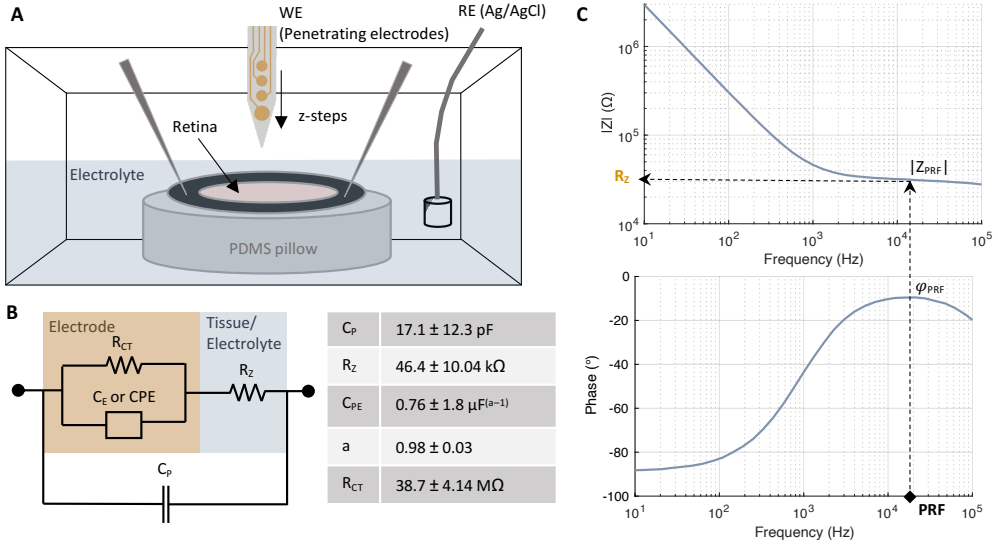 A
WE
(Penetrating electrodes)
RE (Ag/AgCl)
z-steps
Retina
Electrolyte
PDMS pillow
B
Electrode
Tissue/
Electrolyte
R_CT
R_Z
C_E or CPE
C_P
C_P 17.1 ± 12.3 pF
R_Z 46.4 ± 10.04 kΩ
C_PE 0.76 ± 1.8 µF^(a−1)
a 0.98 ± 0.03
R_CT 38.7 ± 4.14 MΩ
C
|Z| (Ω)
10^6
10^5
10^4
R_Z
|Z_PRF|
10^1 10^2 10^3 10^4 10^5
Frequency (Hz)
Phase (°)
0
-20
-40
-60
-80
-100
φ_PRF
10^1 10^2 10^3 10^4 10^5
PRF
Frequency (Hz)